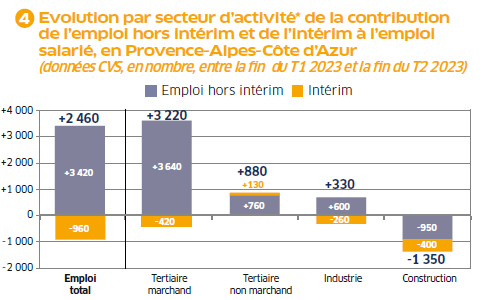 4 Evolution par secteur d'activité* de la contribution
de l'emploi hors intérim et de l'intérim à l'emploi
salarié, en Provence-Alpes-Côte d'Azur
(données CVS, en nombre, entre la fin du T1 2023 et la fin du T2 2023)
Emploi hors intérim Intérim
+4 000
+3 000
+2 000
+1 000
0
-1 000
-2 000
+2 460
+3 420
-960
+3 220
+3 640
-420
+880
+130
+760
+330
+600
-260
-950
-400
-1 350
Emploi
total
Tertiaire
marchand
Tertiaire
non marchand
Industrie
Construction